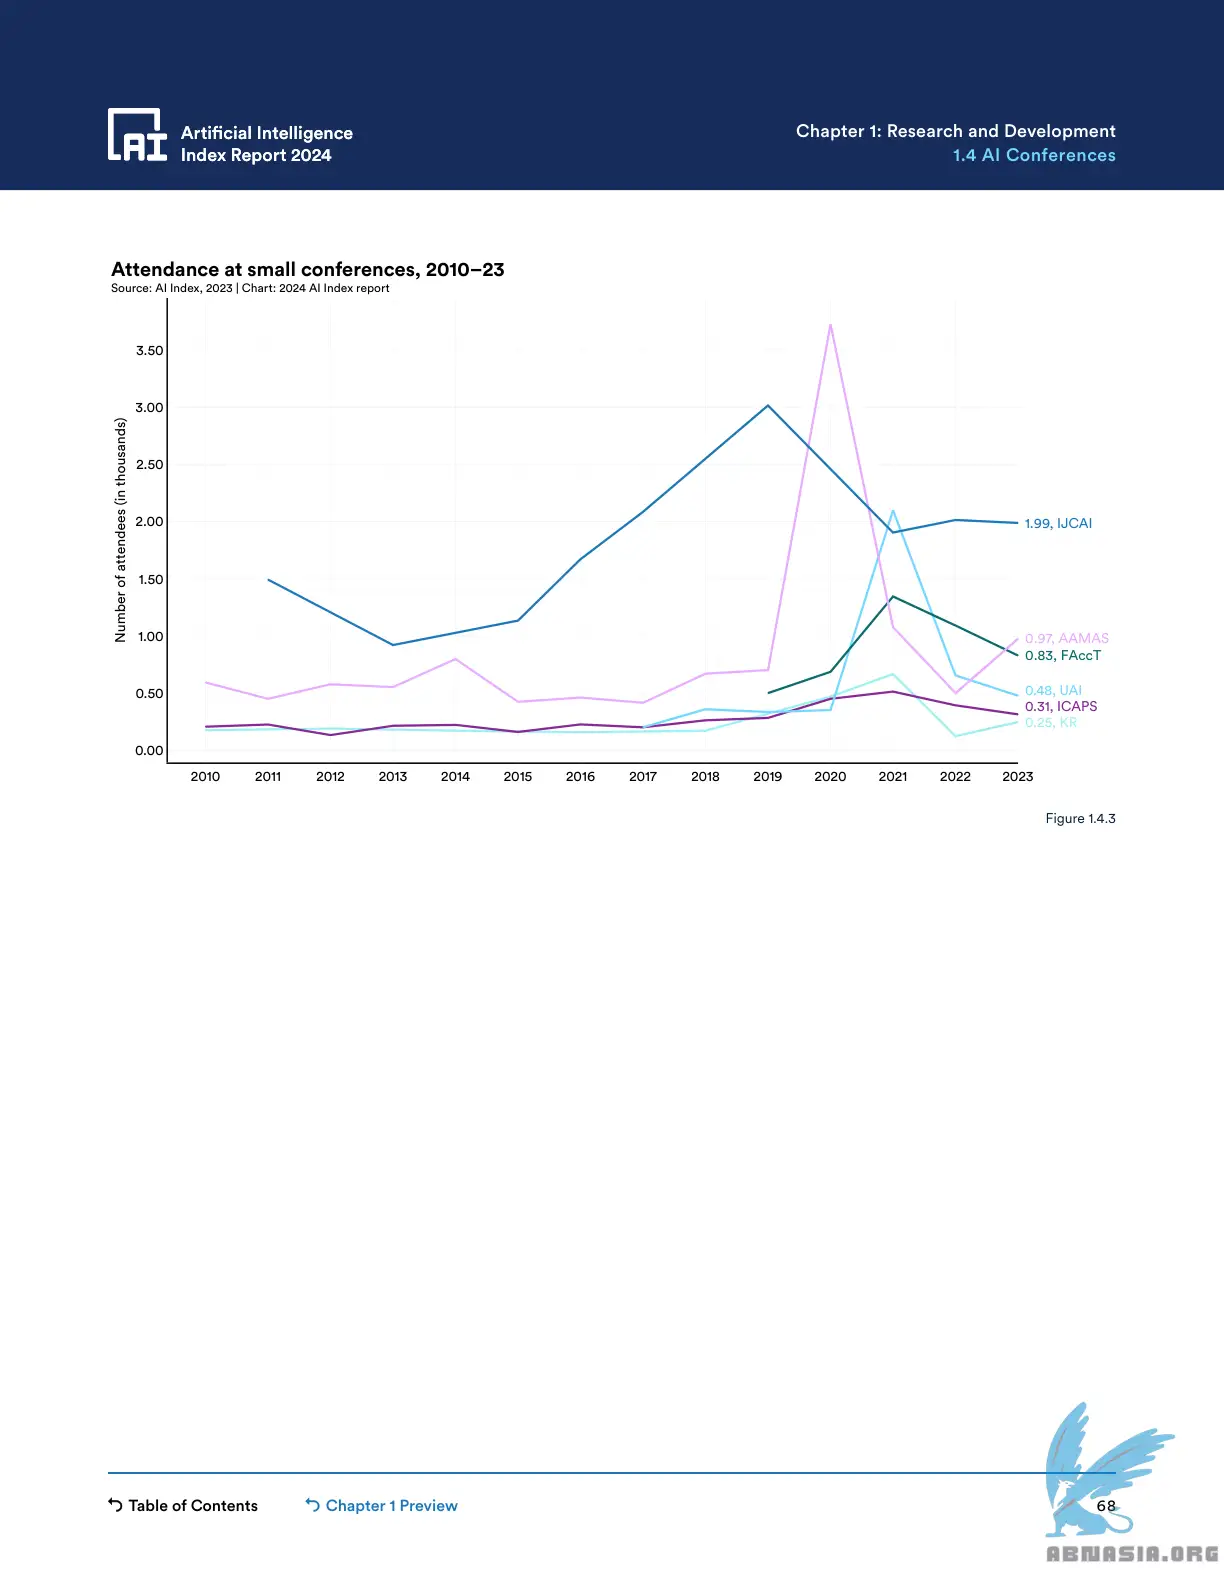 Artificial Intelligence
Index Report 2024
Chapter 1: Research and Development
1.4 AI Conferences
Attendance at small conferences, 2010–23
Source: AI Index, 2023 | Chart: 2024 AI Index report
Number of attendees (in thousands)
3.50
3.00
2.50
2.00
1.50
1.00
0.50
0.00
1.99, IJCAI
0.97, AAMAS
0.83, FAccT
0.48, UAI
0.31, ICAPS
0.25, KR
2010 2011 2012 2013 2014 2015 2016 2017 2018 2019 2020 2021 2022 2023
Figure 1.4.3
Table of Contents
Chapter 1 Preview
68
ABNASIA.ORG